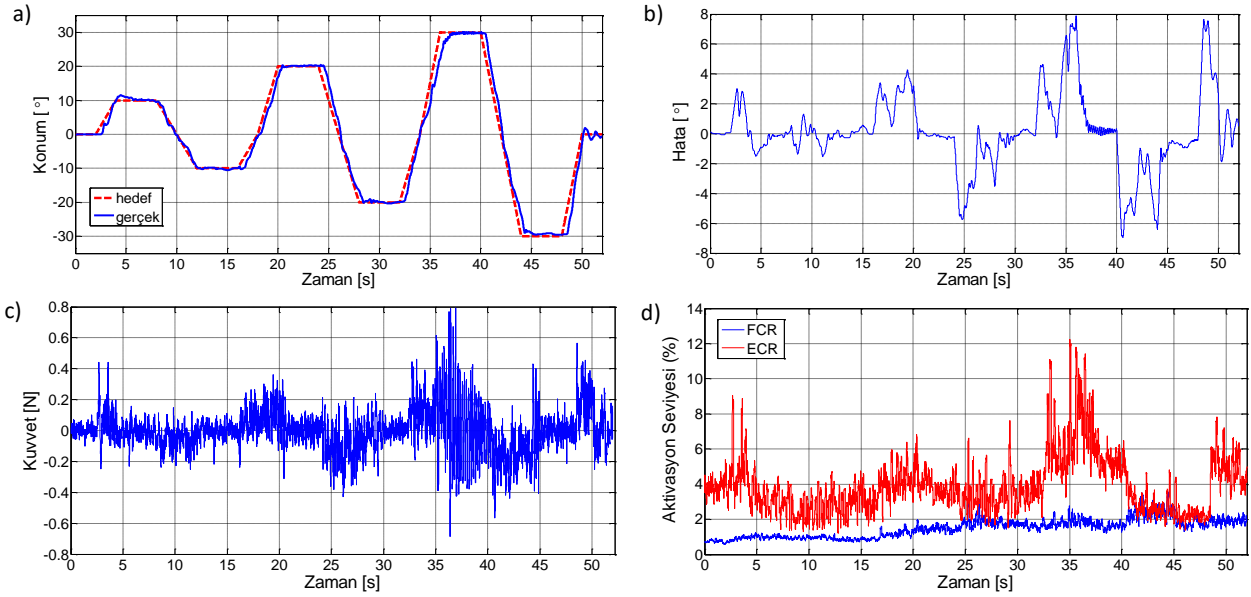 a)
Konum [ °]
30
20
10
0
-10
-20
-30
hedef
gerçek
0 5 10 15 20 25 30 35 40 45 50
Zaman [s]
b)
Hata [ °]
8
6
4
2
0
-2
-4
-6
-8
0 5 10 15 20 25 30 35 40 45 50
Zaman [s]
c)
Kuvvet [N]
0.8
0.6
0.4
0.2
0
-0.2
-0.4
-0.6
-0.8
0 5 10 15 20 25 30 35 40 45 50
Zaman [s]
d)
Aktivasyon Seviyesi (%)
14
12
10
8
6
4
2
0
FCR
ECR
0 5 10 15 20 25 30 35 40 45 50
Zaman [s]